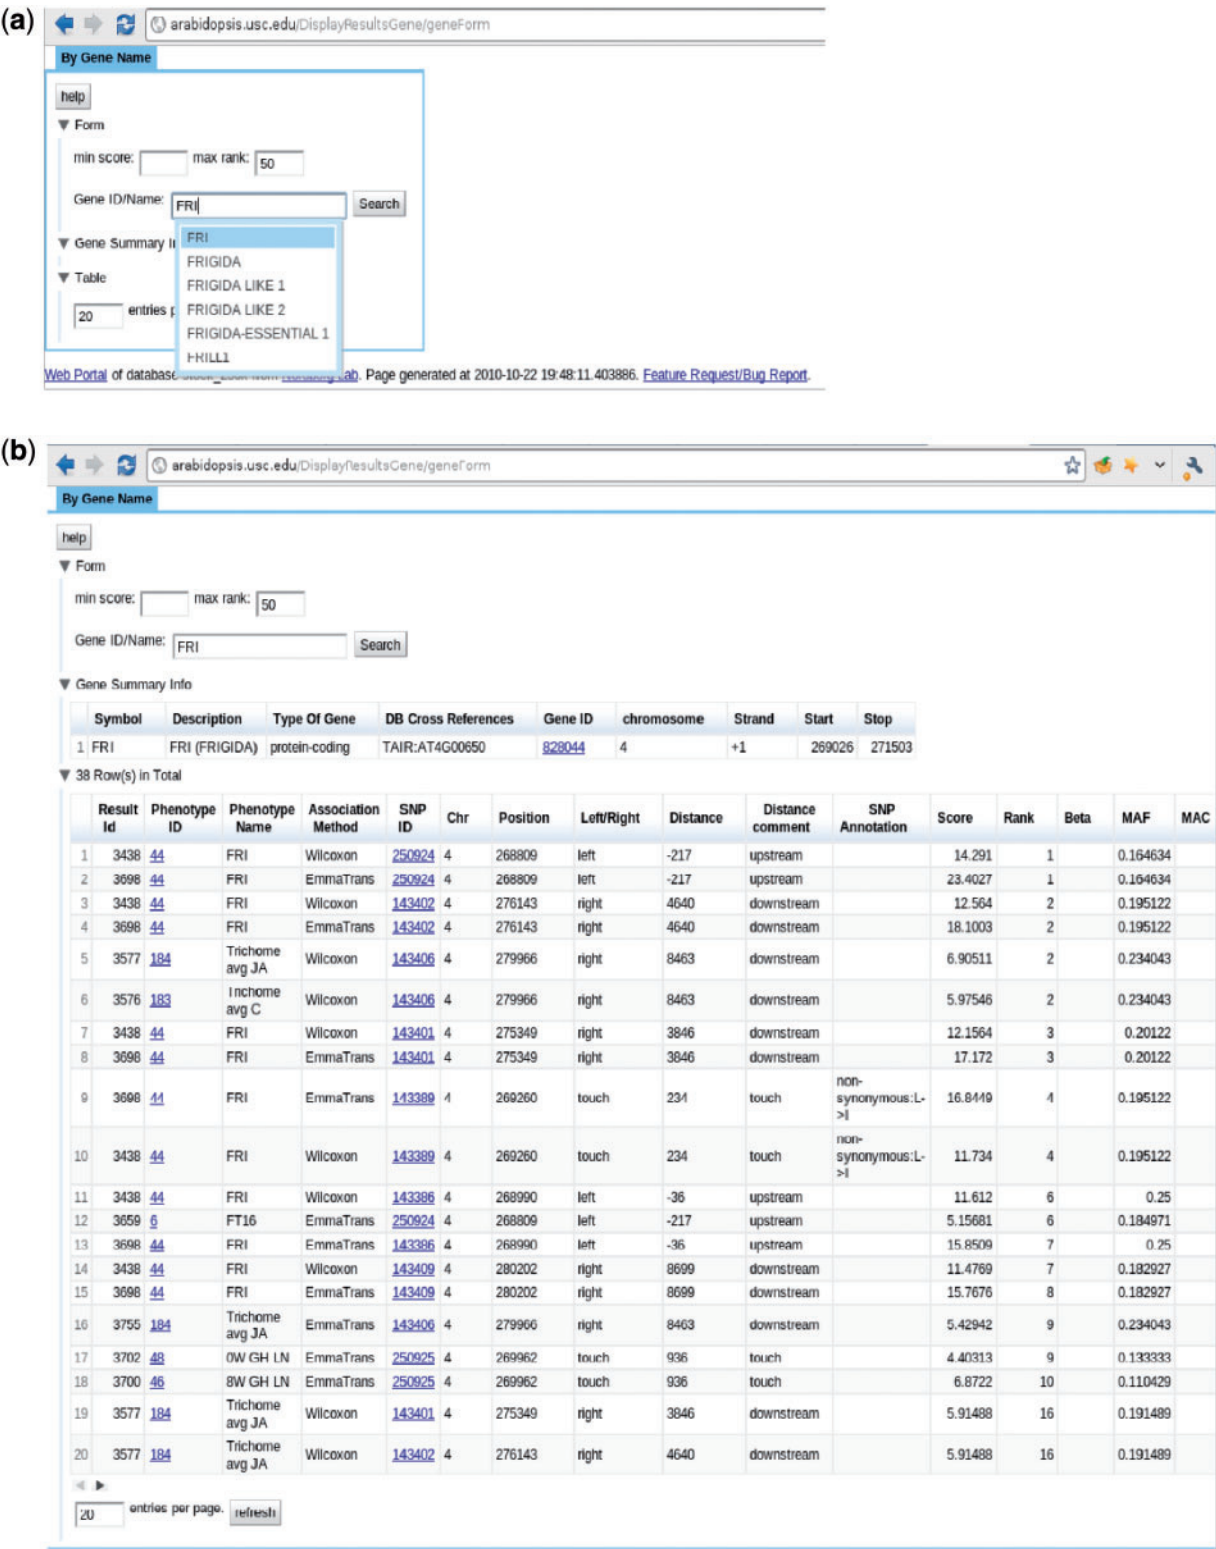 (a)
arabidopsis.usc.edu/DisplayResultsGene/geneForm
By Gene Name
help
▼ Form
min score: max rank: 50
Gene ID/Name: FRI Search
FRI
▼ Gene Summary I
FRIGIDA
▼ Table
FRIGIDA LIKE 1
20 entries p FRIGIDA LIKE 2
FRIGIDA-ESSENTIAL 1
FRILL1
Web Portal of database from Lab. Page generated at 2010-10-22 19:48:11.403886. Feature Request/Bug Report.
(b)
arabidopsis.usc.edu/DisplayResultsGene/geneForm
By Gene Name
help
▼ Form
min score: max rank: 50
Gene ID/Name: FRI Search
▼ Gene Summary Info
Symbol Description Type Of Gene DB Cross References Gene ID chromosome Strand Start Stop
1 FRI FRI (FRIGIDA) protein-coding TAIR:AT4G00650 828044 4 +1 269026 271503
▼ 38 Row(s) in Total
Result Id Phenotype ID Phenotype Name Association Method SNP ID Chr Position Left/Right Distance Distance comment SNP Annotation Score Rank Beta MAF MAC
1 3438 44 FRI Wilcoxon 250924 4 268809 left -217 upstream 14.291 1 0.164634
2 3698 44 FRI EmmaTrans 250924 4 268809 left -217 upstream 23.4027 1 0.164634
3 3438 44 FRI Wilcoxon 143402 4 276143 right 4640 downstream 12.564 2 0.195122
4 3698 44 FRI EmmaTrans 143402 4 276143 right 4640 downstream 18.1003 2 0.195122
5 3577 184 Trichome avg JA Wilcoxon 143406 4 279966 right 8463 downstream 6.90511 2 0.234043
6 3576 183 Trichome avg C Wilcoxon 143406 4 279966 right 8463 downstream 5.97546 2 0.234043
7 3438 44 FRI Wilcoxon 143401 4 275349 right 3846 downstream 12.1564 3 0.20122
8 3698 44 FRI EmmaTrans 143401 4 275349 right 3846 downstream 17.172 3 0.20122
9 3698 44 FRI EmmaTrans 143389 4 269260 touch 234 touch non-synonymous:L->I 16.8449 4 0.195122
10 3438 44 FRI Wilcoxon 143389 4 269260 touch 234 touch non-synonymous:L->I 11.734 4 0.195122
11 3438 44 FRI Wilcoxon 143386 4 268990 left -36 upstream 11.612 6 0.25
12 3659 6 FT16 EmmaTrans 250924 4 268809 left -217 upstream 5.15681 6 0.184971
13 3698 44 FRI EmmaTrans 143386 4 268990 left -36 upstream 15.8509 7 0.25
14 3438 44 FRI Wilcoxon 143409 4 280202 right 8699 downstream 11.4769 7 0.182927
15 3698 44 FRI EmmaTrans 143409 4 280202 right 8699 downstream 15.7676 8 0.182927
16 3755 184 Trichome avg JA EmmaTrans 143406 4 279966 right 8463 downstream 5.42942 9 0.234043
17 3702 48 0W GH LN EmmaTrans 250925 4 269962 touch 936 touch 4.40313 9 0.133333
18 3700 46 8W GH LN EmmaTrans 250925 4 269962 touch 936 touch 6.8722 10 0.110429
19 3577 184 Trichome avg JA Wilcoxon 143401 4 275349 right 3846 downstream 5.91488 16 0.191489
20 3577 184 Trichome avg JA Wilcoxon 143402 4 276143 right 4640 downstream 5.91488 16 0.191489
20 entries per page. refresh